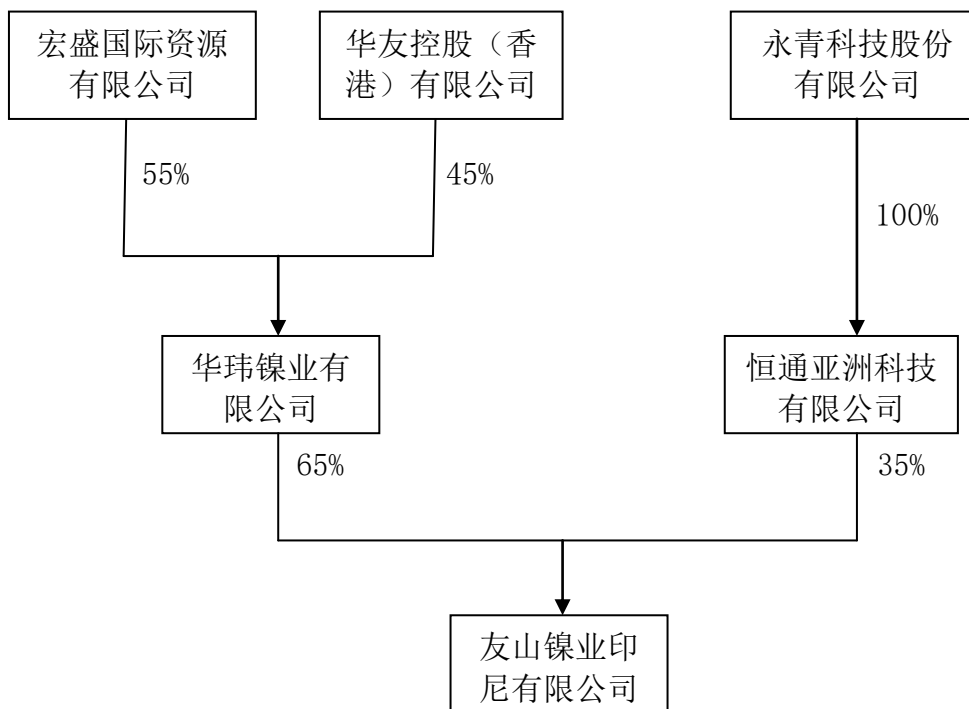 宏盛国际资源
有限公司
华友控股（香
港）有限公司
永青科技股份
有限公司
55%
45%
100%
华玮镍业有
限公司
恒通亚洲科技
有限公司
65%
35%
友山镍业印
尼有限公司